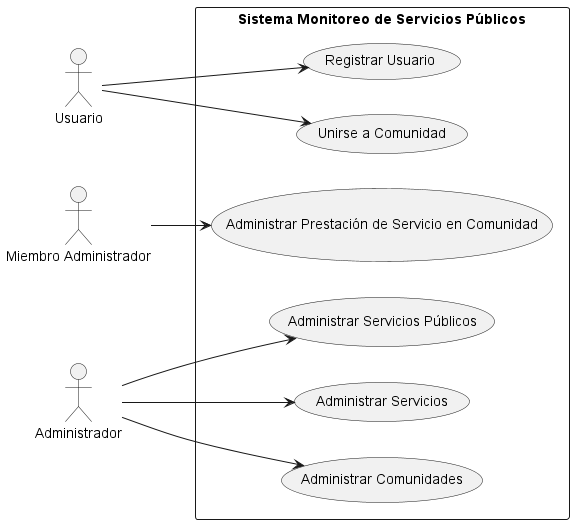 Sistema Monitoreo de Servicios Públicos
Registrar Usuario
Usuario
Unirse a Comunidad
Administrar Prestación de Servicio en Comunidad
Miembro Administrador
Administrar Servicios Públicos
Administrar Servicios
Administrador
Administrar Comunidades